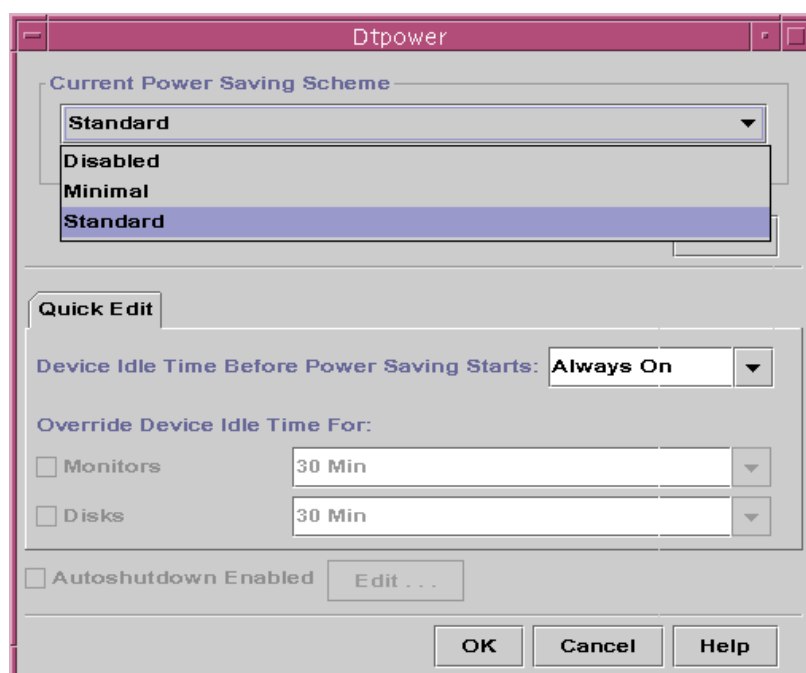 Dtpower
Current Power Saving Scheme
Standard
Disabled
Minimal
Standard
Quick Edit
Device Idle Time Before Power Saving Starts: Always On
Override Device Idle Time For:
Monitors 30 Min
Disks 30 Min
Autoshutdown Enabled Edit . . .
OK Cancel Help